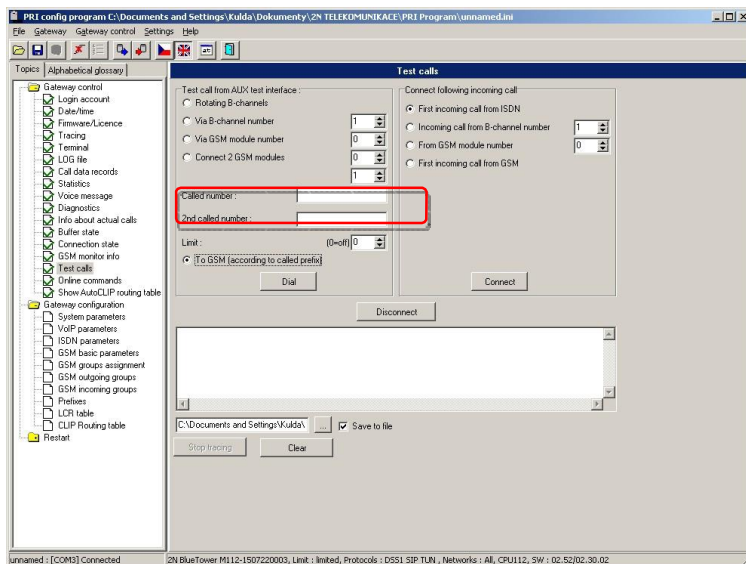 PRI config program C:\Documents and Settings\Kulda\Dokumenty\2N TELEKOMUNIKACE\PRI Program\unnamed.ini
File Gateway Gateway control Settings Help
Topics Alphabetical glossary
Gateway control
Login account
Date/time
Firmware/Licence
Tracing
Terminal
LOG file
Call data records
Statistics
Voice message
Diagnostics
Info about actual calls
Buffer state
Connection state
GSM monitor info
Test calls
Online commands
Show AutoCLIP routing table
Gateway configuration
System parameters
VoIP parameters
ISDN parameters
GSM basic parameters
GSM groups assignment
GSM outgoing groups
GSM incoming groups
Prefixes
LCR table
CLIP Routing table
Restart
Test calls
Test call from AUX test interface :
Rotating B-channels
Via B-channel number 1
Via GSM module number 0
Connect 2 GSM modules 0
1
Called number :
2nd called number :
Limit : (0=off) 0
To GSM (according to called prefix)
Dial
Connect following incoming call
First incoming call from ISDN
Incoming call from B-channel number 1
From GSM module number 0
First incoming call from GSM
Connect
Disconnect
C:\Documents and Settings\Kulda\ ... Save to file
Stop tracing Clear
unnamed : [COM3] Connected 2N BlueTower M112-1507220003, Limit : limited, Protocols : DSS1 SIP TUN , Networks : All, CPU112, SW : 02.52/02.30.02